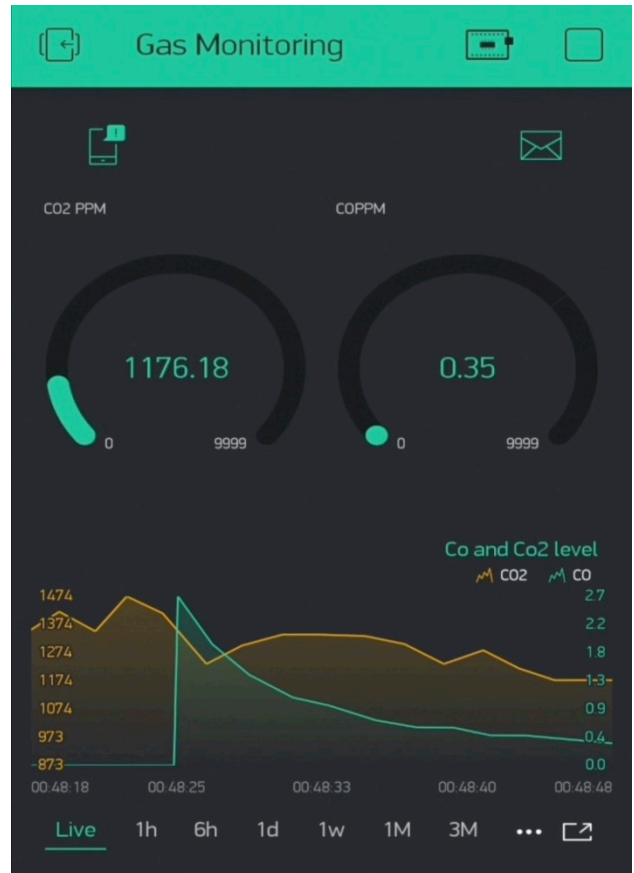 Gas Monitoring
!
CO2 PPM
COPPM
1176.18
0.35
0 9999
0 9999
Co and Co2 level
CO2 CO
1474 2.7
1374 2.2
1274 1.8
1174 1.3
1074 0.9
973 0.4
873 0.0
00:48:18 00:48:25 00:48:33 00:48:40 00:48:48
Live 1h 6h 1d 1w 1M 3M •••